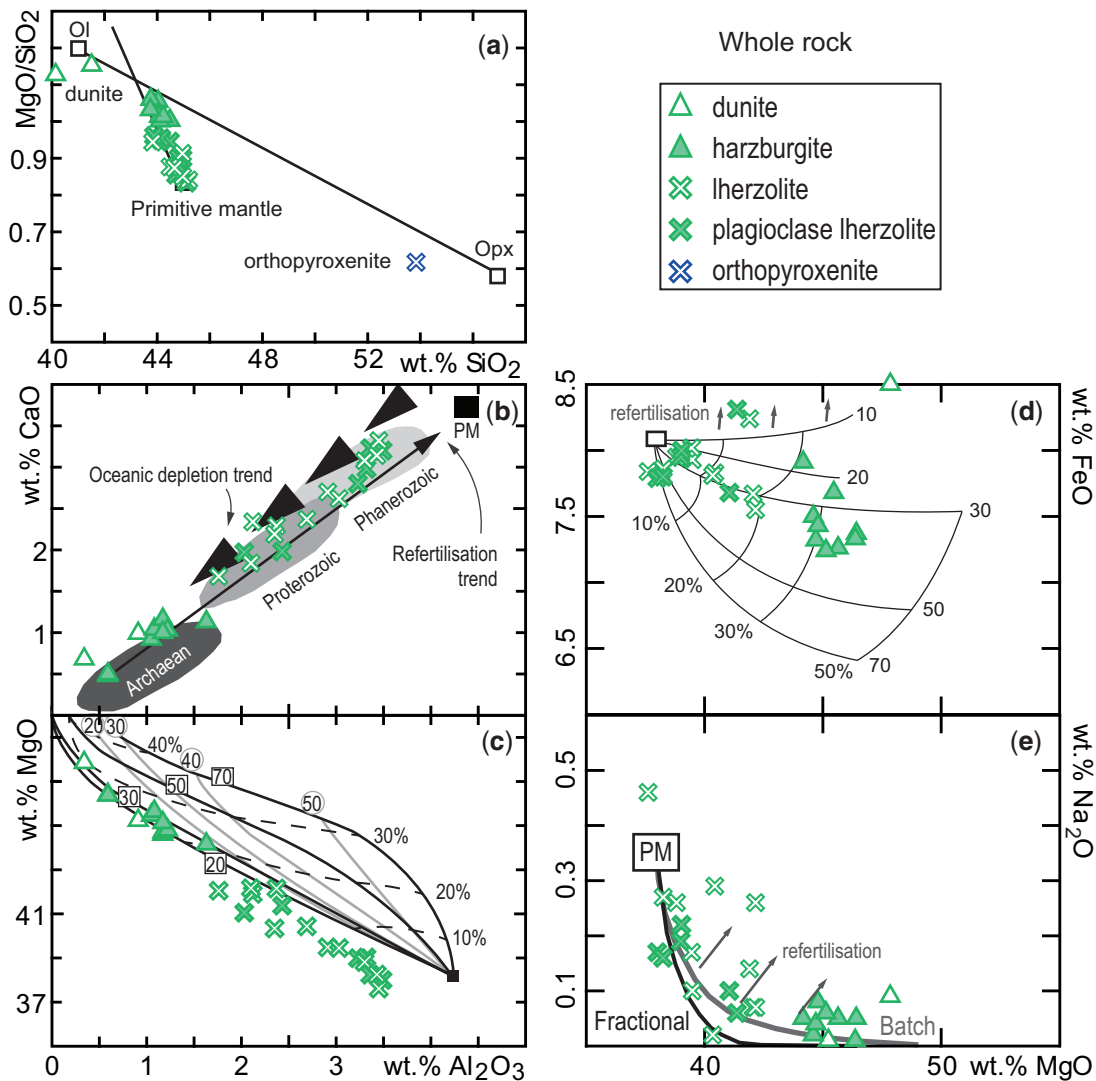 (a)
MgO/SiO2
Ol
dunite
Primitive mantle
orthopyroxenite
Opx
0.9
0.7
0.5
40
44
48
52
wt.% SiO2
Whole rock
dunite
harzburgite
lherzolite
plagioclase lherzolite
orthopyroxenite
(b)
wt.% CaO
2
1
PM
Oceanic depletion trend
Phanerozoic
Proterozoic
Archaean
Refertilisation
trend
(c)
wt.% MgO
41
37
20
30
40
50
40%
70
50
30
20
30%
20%
10%
0
1
2
3
wt.% Al2O3
(d)
wt.% FeO
8.5
7.5
6.5
refertilisation
10
20
30
50
70
10%
20%
30%
50%
(e)
wt.% Na2O
0.5
0.3
0.1
PM
refertilisation
Fractional
Batch
40
50
wt.% MgO